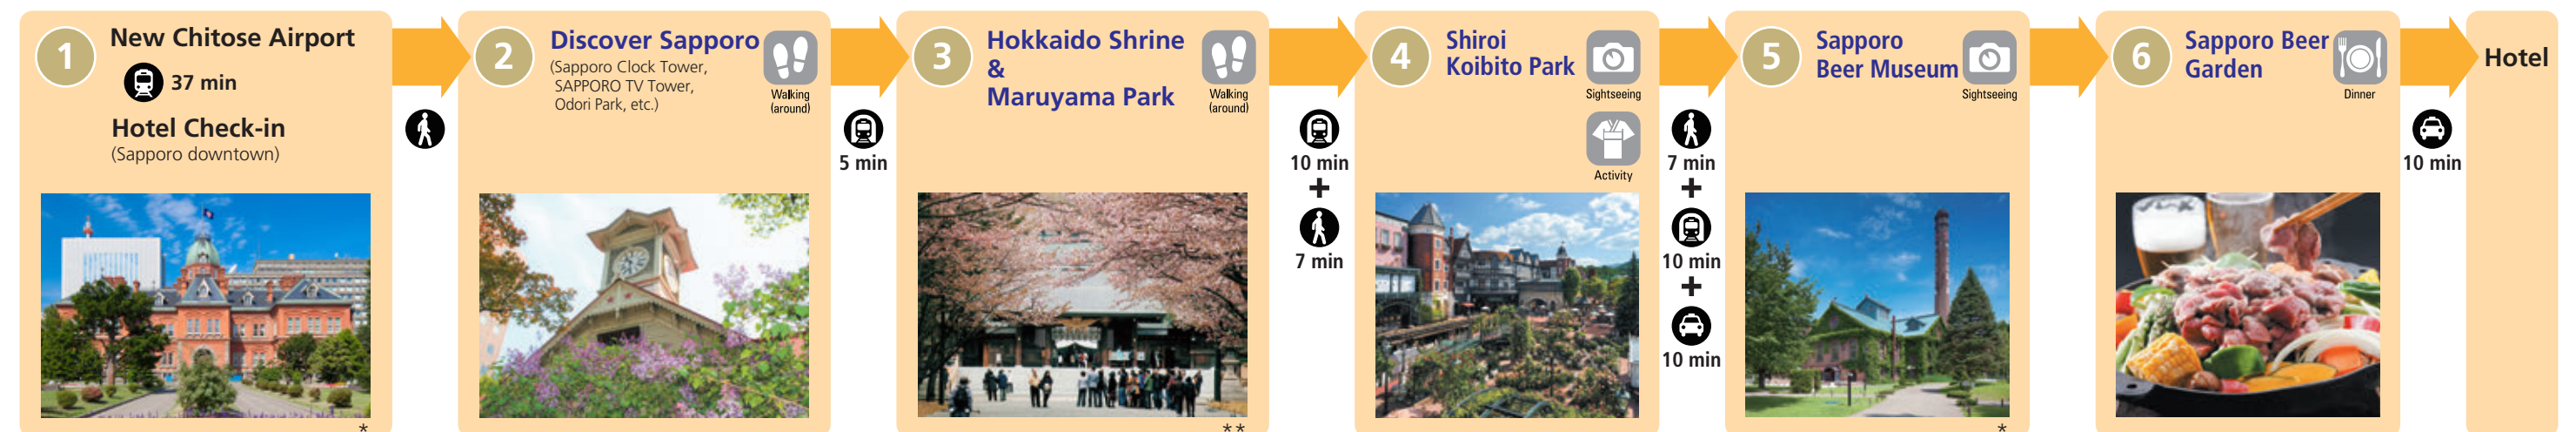 1
New Chitose Airport
37 min
Hotel Check-in
(Sapporo downtown)
*
2
Discover Sapporo
(Sapporo Clock Tower,
SAPPORO TV Tower,
Odori Park, etc.)
Walking
(around)
5 min
3
Hokkaido Shrine
&
Maruyama Park
Walking
(around)
**
10 min
+
7 min
4
Shiroi
Koibito Park
Sightseeing
Activity
7 min
+
10 min
+
10 min
5
Sapporo
Beer Museum
Sightseeing
*
6
Sapporo Beer
Garden
Dinner
10 min
Hotel